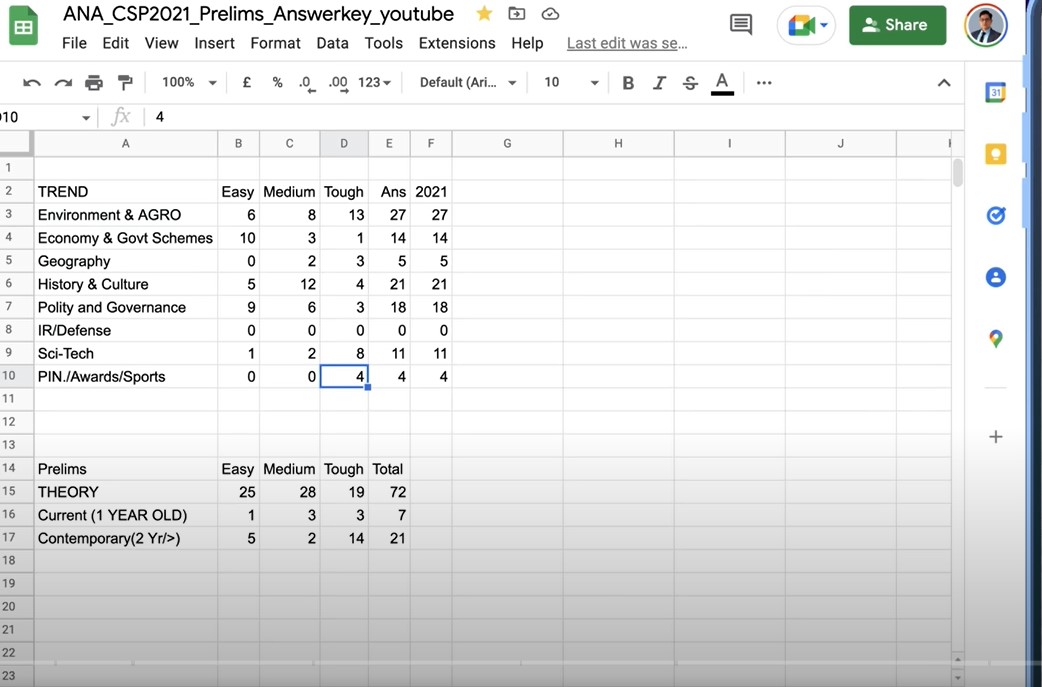 ANA_CSP2021_Prelims_Answerkey_youtube
Share
File Edit View Insert Format Data Tools Extensions Help Last edit was se...
100% £ % .0 .00 123 Default (Ari... 10 B I S A
10 fx 4
A B C D E F G H I J
1
2 TREND Easy Medium Tough Ans 2021
3 Environment & AGRO 6 8 13 27 27
4 Economy & Govt Schemes 10 3 1 14 14
5 Geography 0 2 3 5 5
6 History & Culture 5 12 4 21 21
7 Polity and Governance 9 6 3 18 18
8 IR/Defense 0 0 0 0 0
9 Sci-Tech 1 2 8 11 11
10 PIN./Awards/Sports 0 0 4 4 4
11
12
13
14 Prelims Easy Medium Tough Total
15 THEORY 25 28 19 72
16 Current (1 YEAR OLD) 1 3 3 7
17 Contemporary(2 Yr/>) 5 2 14 21
18
19
20
21
22
23
31